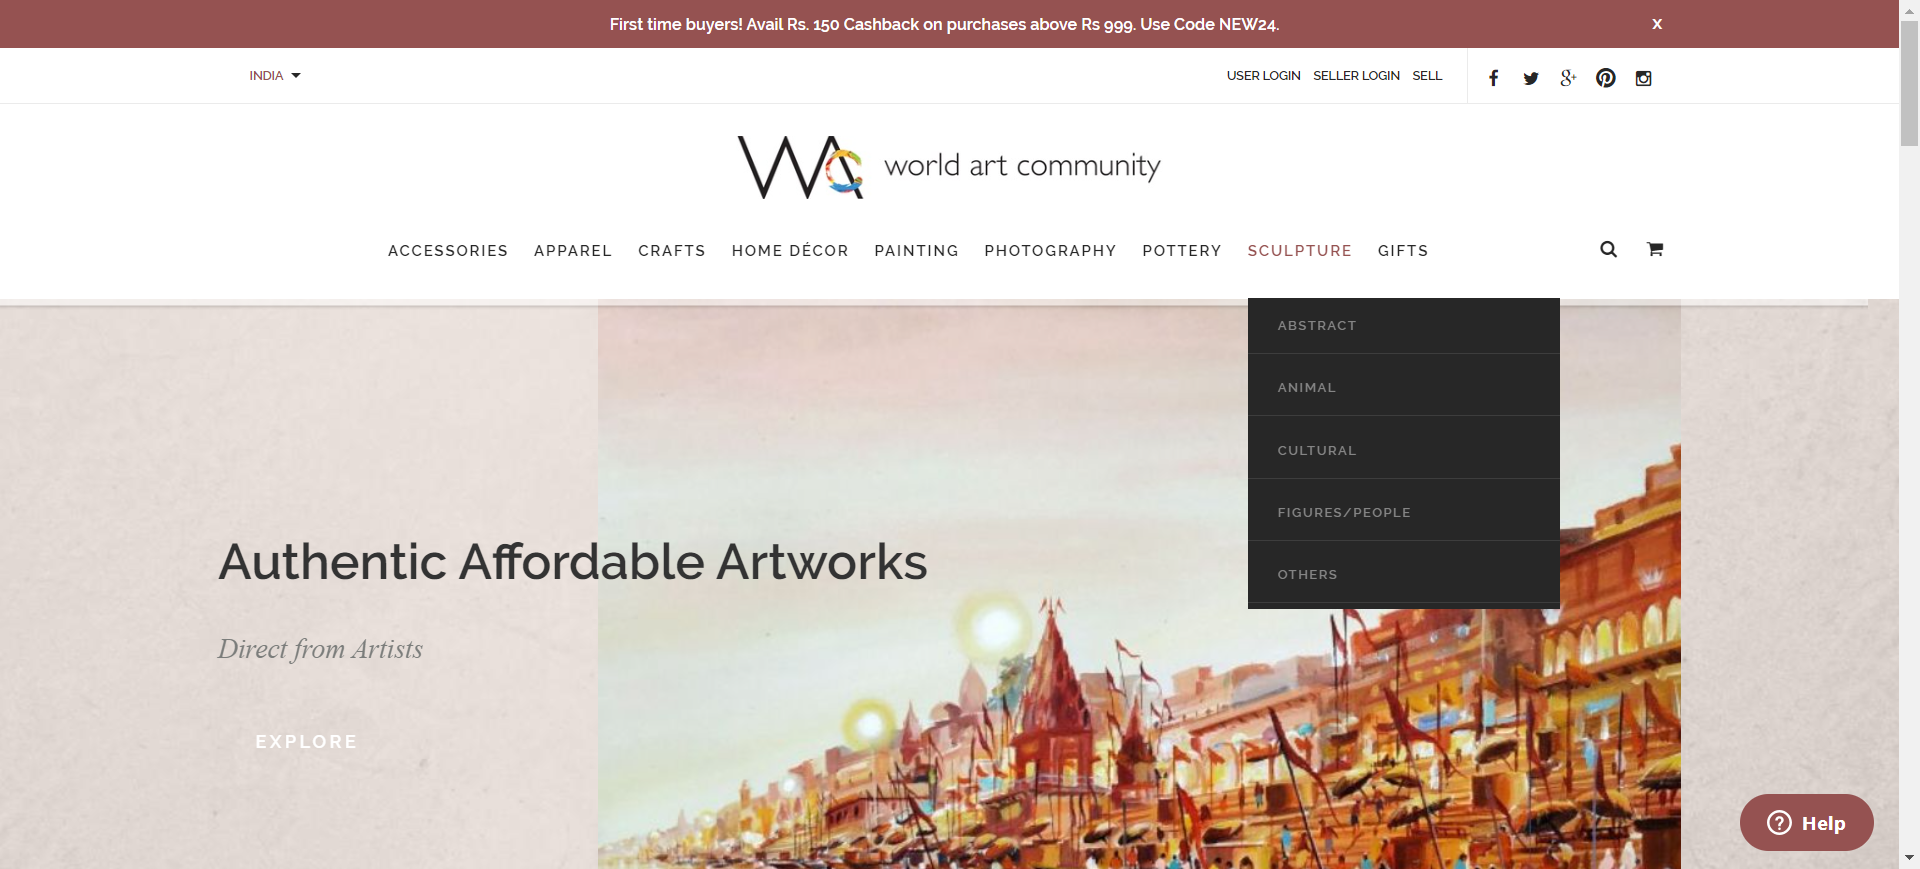 First time buyers! Avail Rs. 150 Cashback on purchases above Rs 999. Use Code NEW24.
X
INDIA
USER LOGIN SELLER LOGIN SELL
WAC world art community
ACCESSORIES APPAREL CRAFTS HOME DÉCOR PAINTING PHOTOGRAPHY POTTERY SCULPTURE GIFTS
ABSTRACT
ANIMAL
CULTURAL
FIGURES/PEOPLE
OTHERS
Authentic Affordable Artworks
Direct from Artists
EXPLORE
Help